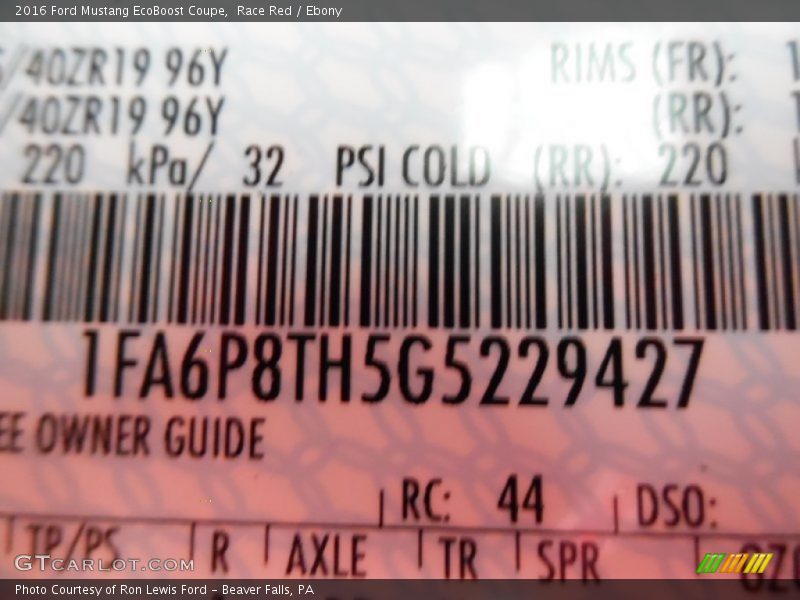 2016 Ford Mustang EcoBoost Coupe, Race Red / Ebony
/40ZR19 96Y RIMS (FR):
/40ZR19 96Y (RR):
220 kPa/ 32 PSI COLD (RR): 220
1FA6P8TH5G5229427
EE OWNER GUIDE
RC: 44 DSO:
TP/PS R AXLE TR SPR
GTCARLOT.COM
Photo Courtesy of Ron Lewis Ford - Beaver Falls, PA